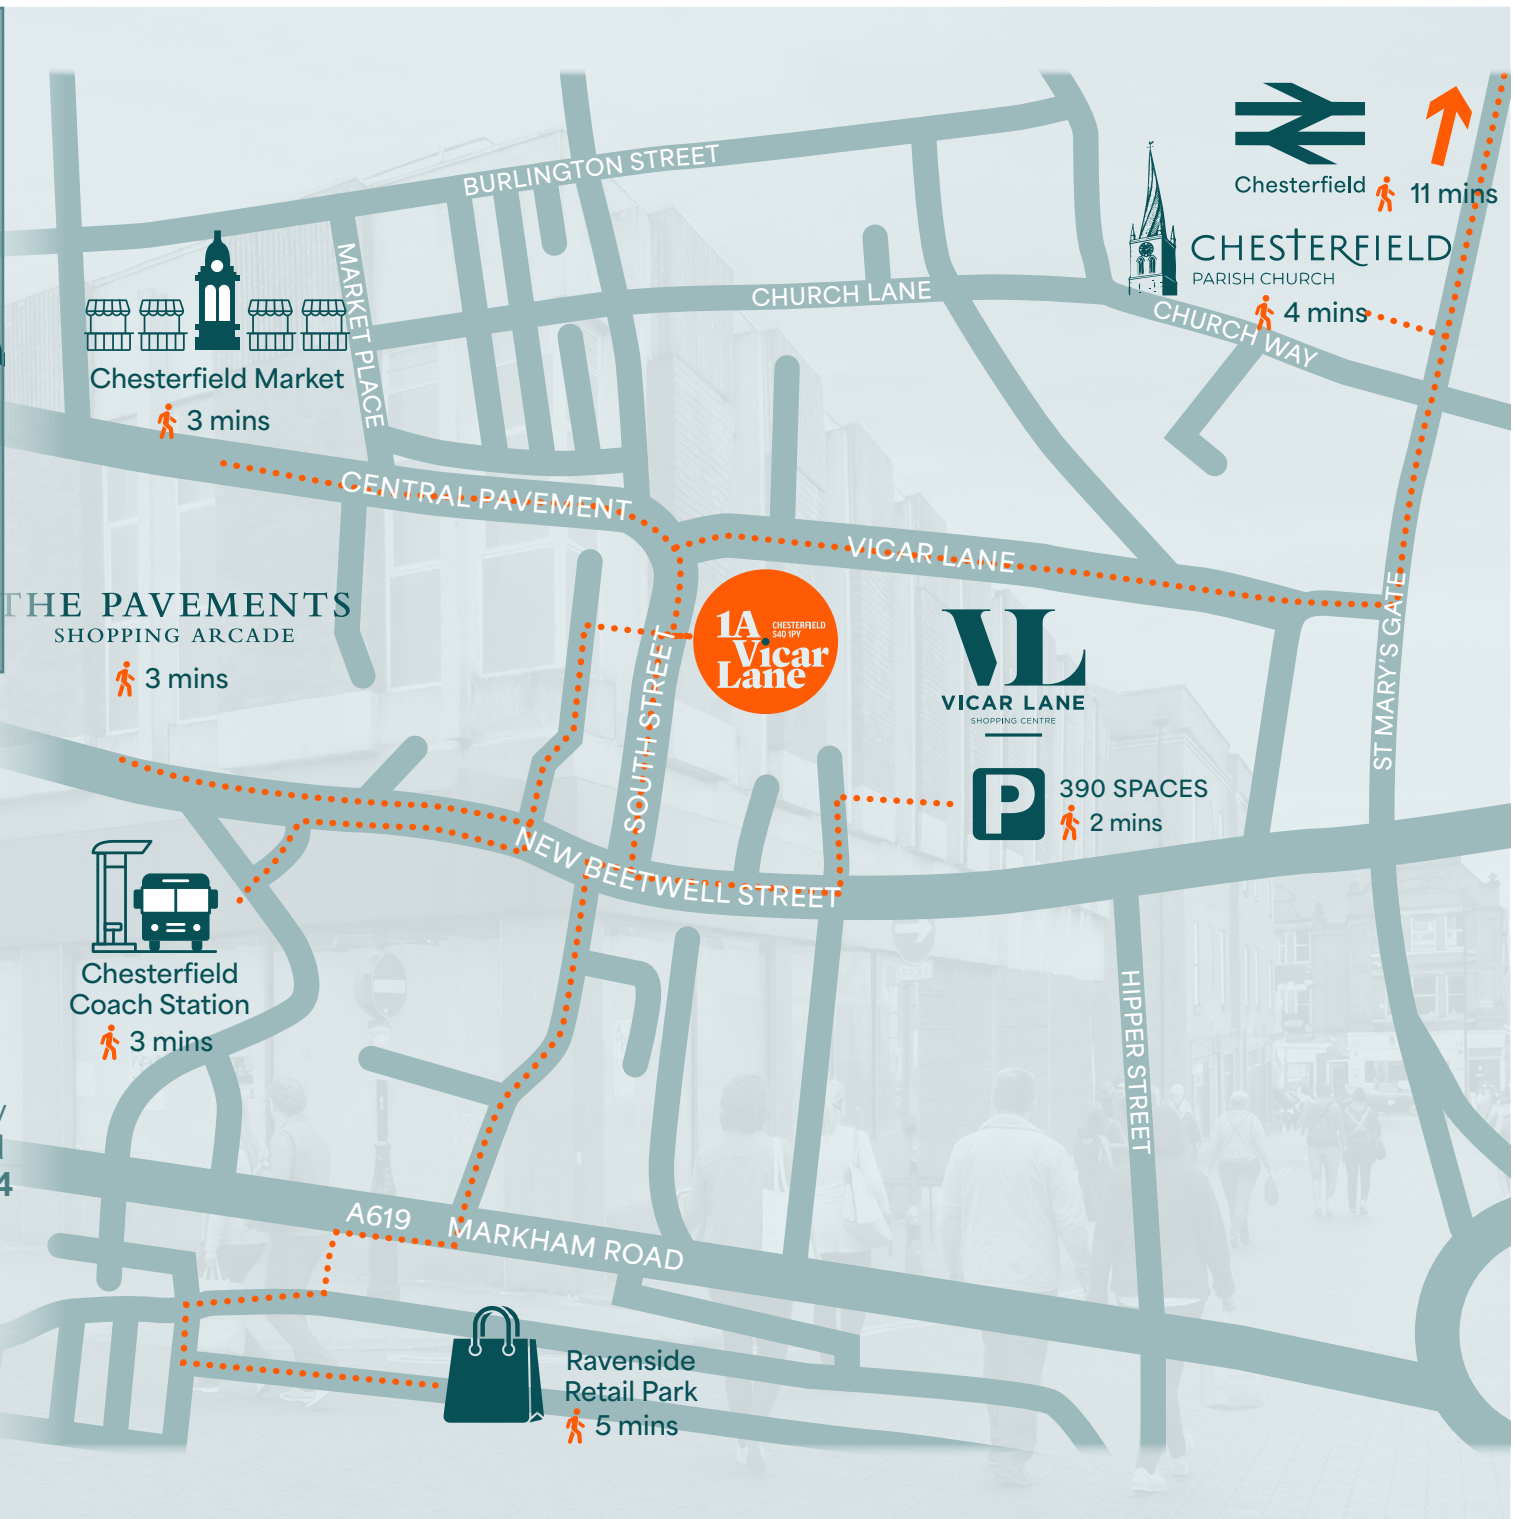 BURLINGTON STREET
Chesterfield
11 mins
CHESTERFIELD
PARISH CHURCH
4 mins
MARKET PLACE
CHURCH LANE
CHURCH WAY
Chesterfield Market
3 mins
CENTRAL PAVEMENT
VICAR LANE
THE PAVEMENTS
SHOPPING ARCADE
3 mins
1A
Vicar
Lane
CHESTERFIELD
S40 1PY
SOUTH STREET
VL
VICAR LANE
SHOPPING CENTRE
ST MARY'S GATE
P
390 SPACES
2 mins
NEW BEETWELL STREET
Chesterfield
Coach Station
3 mins
HIPPER STREET
4
A619
MARKHAM ROAD
Ravenside
Retail Park
5 mins